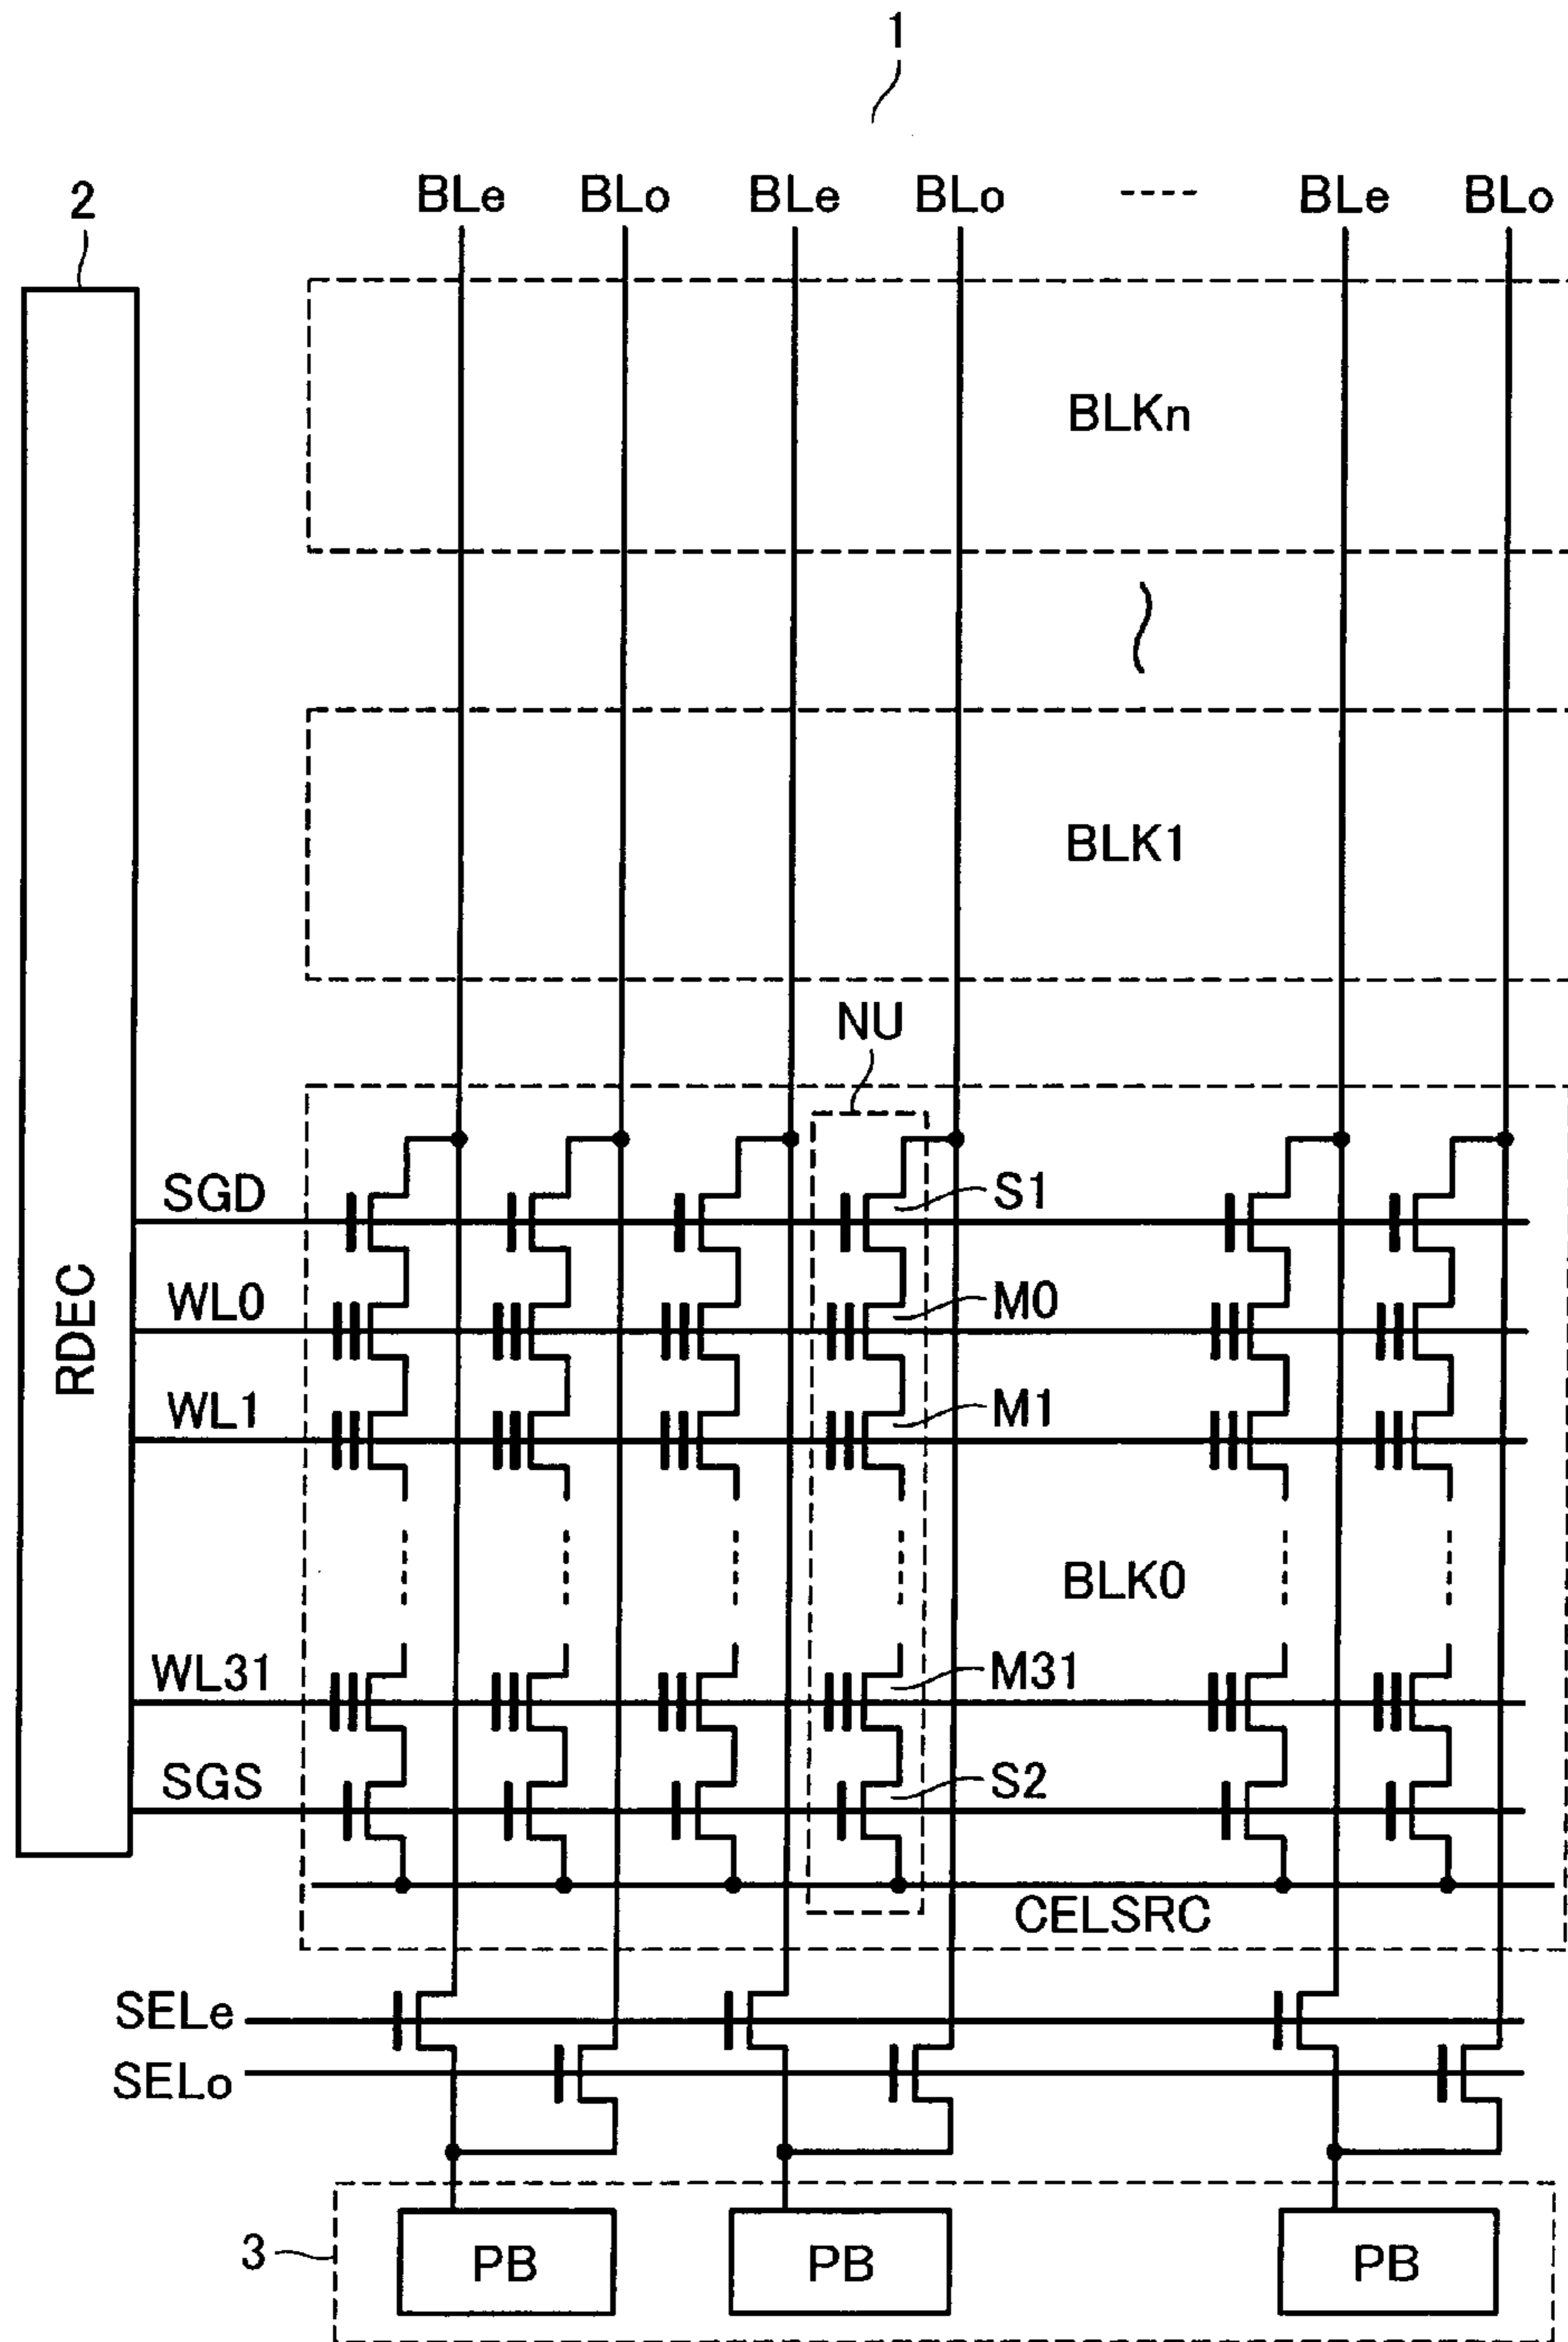 1
2
BLe BLo BLe BLo ---- BLe BLo
BLKn
BLK1
NU
SGD S1
WL0 M0
RDEC
WL1 M1
BLK0
WL31 M31
SGS S2
CELSRC
SELe
SELo
3 PB PB PB